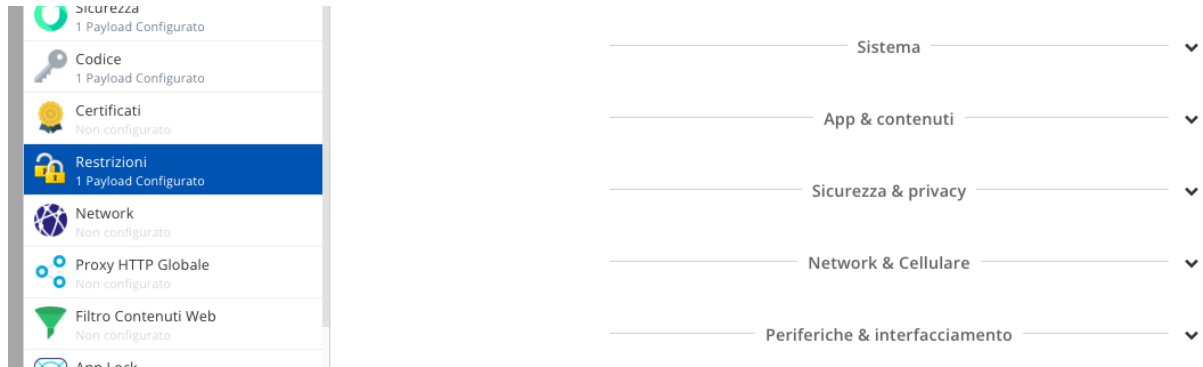 Sicurezza
1 Payload Configurato
Codice
1 Payload Configurato
Certificati
Non configurato
Restrizioni
1 Payload Configurato
Network
Non configurato
Proxy HTTP Globale
Non configurato
Filtro Contenuti Web
Non configurato
App Lock
Sistema
App & contenuti
Sicurezza & privacy
Network & Cellulare
Periferiche & interfacciamento